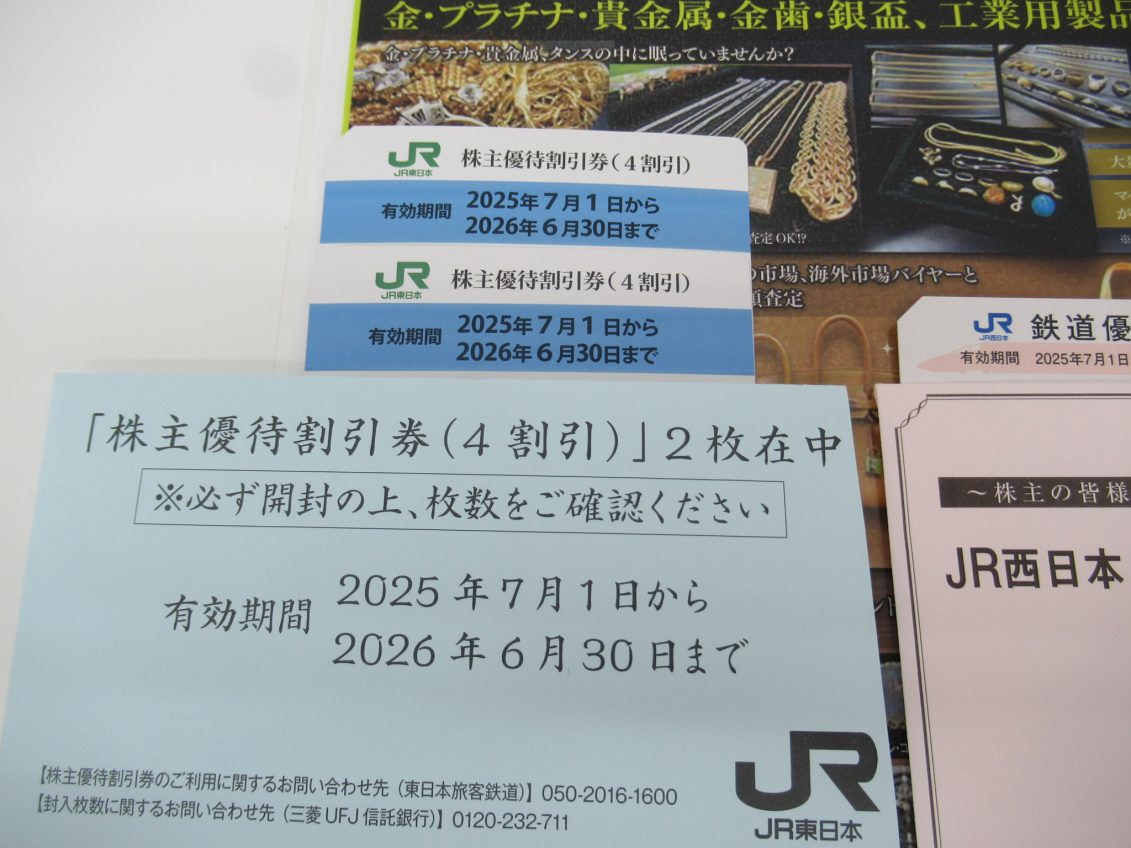 金・プラチナ・貴金属・金歯・銀盃、工業用製品
金・プラチナ・貴金属、タンスの中に眠っていませんか?
JR
JR東日本
株主優待割引券(4割引)
有効期間
2025年7月1日から
2026年6月30日まで
査定OK!?
市場、海外市場バイヤーと
査定
JR
JR東日本
株主優待割引券(4割引)
有効期間
2025年7月1日から
2026年6月30日まで
JR
JR西日本
鉄道優
有効期間 2025年7月1日
「株主優待割引券(4割引)」2枚在中
※必ず開封の上、枚数をご確認ください
有効期間
2025年7月1日から
2026年6月30日まで
【株主優待割引券のご利用に関するお問い合わせ先(東日本旅客鉄道)】050-2016-1600
【封入枚数に関するお問い合わせ先(三菱UFJ信託銀行)】0120-232-711
JR
JR東日本
～株主の皆様
JR西日本